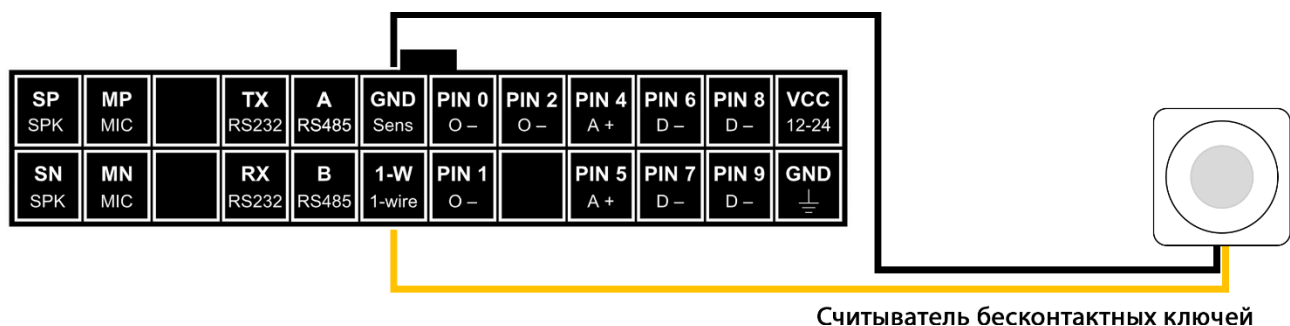 SP MP TX A GND PIN 0 PIN 2 PIN 4 PIN 6 PIN 8 VCC
SPK MIC RS232 RS485 Sens O – O – A + D – D – 12-24
SN MN RX B 1-W PIN 1 PIN 5 PIN 7 PIN 9 GND
SPK MIC RS232 RS485 1-wire O – A + D – D –
Считыватель бесконтактных ключей